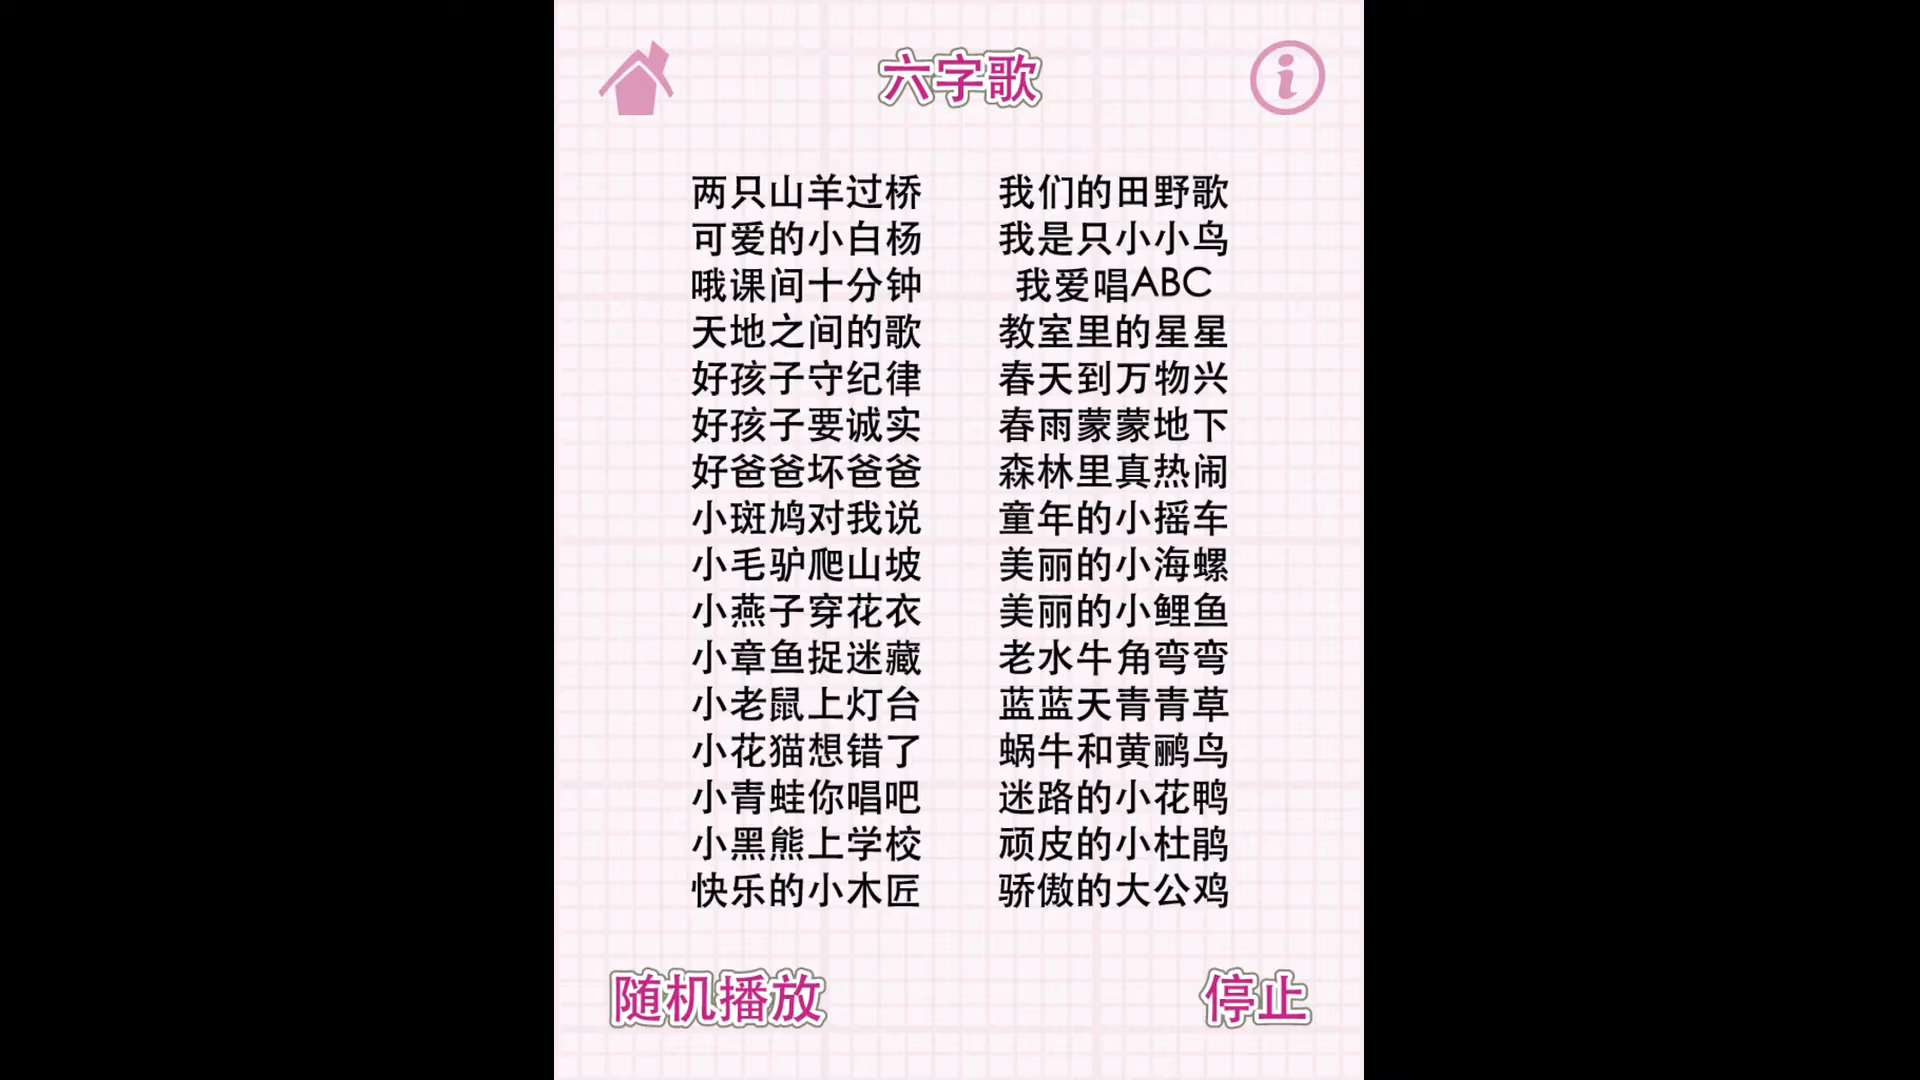 六字歌
两只山羊过桥
可爱的小白杨
哦课间十分钟
天地之间的歌
好孩子守纪律
好孩子要诚实
好爸爸坏爸爸
小斑鸠对我说
小毛驴爬山坡
小燕子穿花衣
小章鱼捉迷藏
小老鼠上灯台
小花猫想错了
小青蛙你唱吧
小黑熊上学校
快乐的小木匠
我们的田野歌
我是只小小鸟
我爱唱ABC
教室里的星星
春天到万物兴
春雨蒙蒙地下
森林里真热闹
童年的小摇车
美丽的小海螺
美丽的小鲤鱼
老水牛角弯弯
蓝蓝天青青草
蜗牛和黄鹂鸟
迷路的小花鸭
顽皮的小杜鹃
骄傲的大公鸡
随机播放
停止